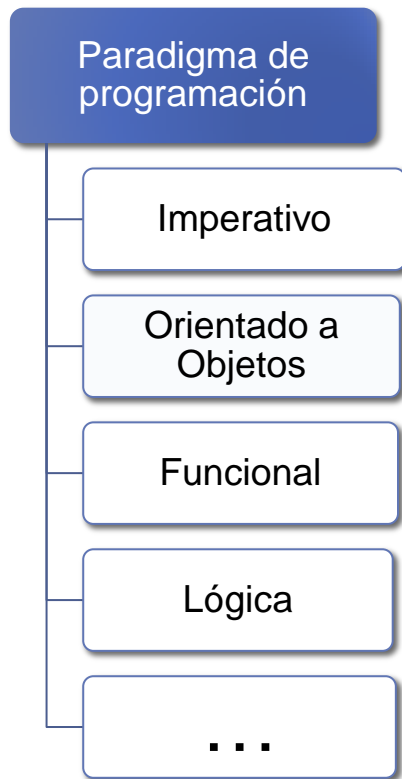 Paradigma de
programación
Imperativo
Orientado a
Objetos
Funcional
Lógica
...